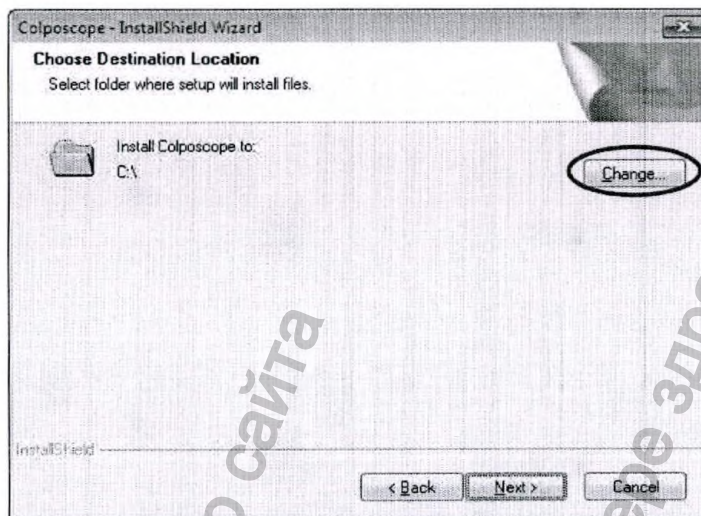 Colposcope - InstallShield Wizard
Choose Destination Location
Select folder where setup will install files.
Install Colposcope to:
C:\
Change...
InstallShield
< Back
Next >
Cancel
о сайта